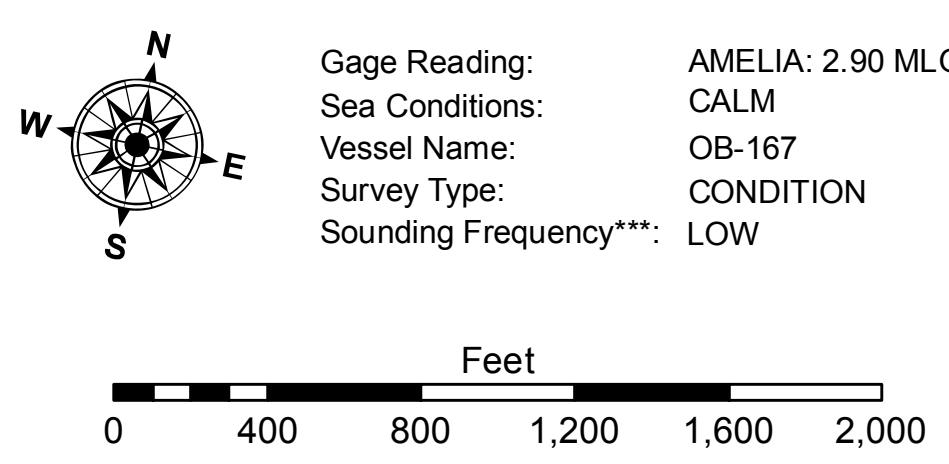 N
W
E
S
Gage Reading: AMELIA: 2.90
Sea Conditions: CALM
Vessel Name: OB-167
Survey Type: CONDITION
Sounding Frequency***: LOW
Feet
0 400 800 1,200 1,600 2,000